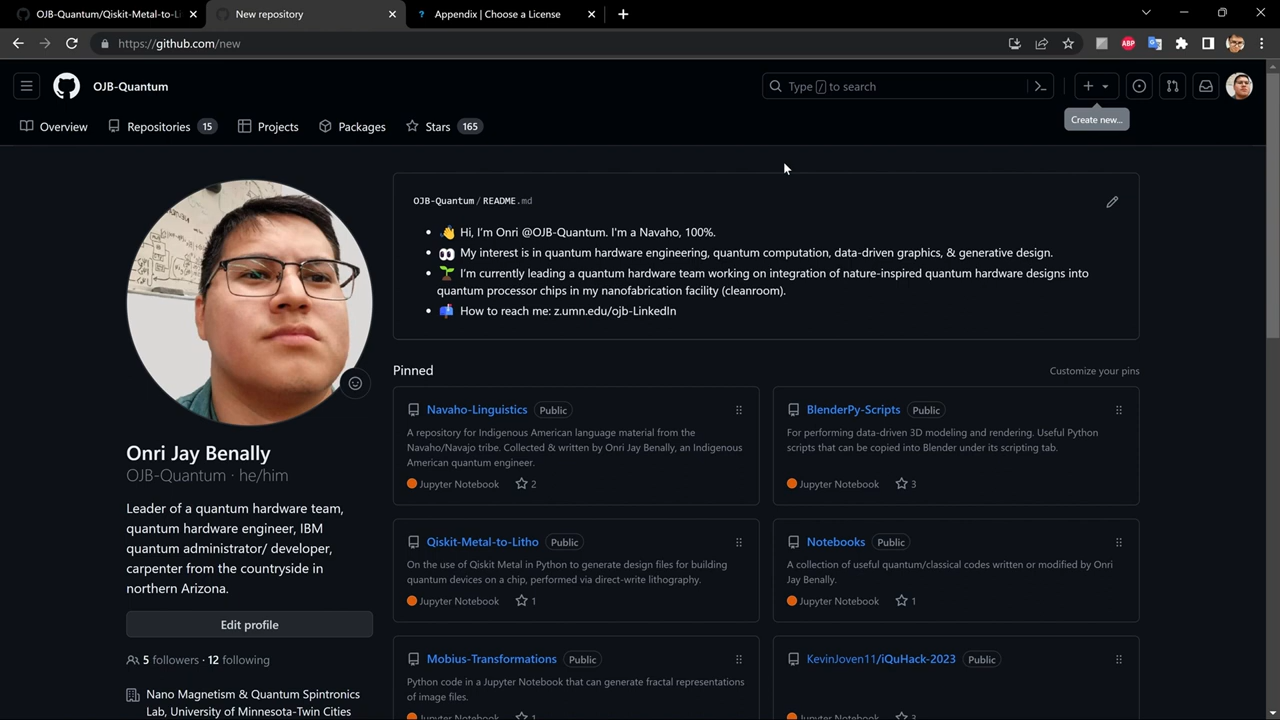 OJB-Quantum/Qiskit-Metal-to-Li
New repository
Appendix | Choose a License
https://github.com/new
ABP
OJB-Quantum
Type / to search
Create new...
Overview
Repositories 15
Projects
Packages
Stars 165
OJB-Quantum / README.md
👋 Hi, I'm Onri @OJB-Quantum. I'm a Navaho, 100%.
👀 My interest is in quantum hardware engineering, quantum computation, data-driven graphics, & generative design.
🌱 I'm currently leading a quantum hardware team working on integration of nature-inspired quantum hardware designs into
quantum processor chips in my nanofabrication facility (cleanroom).
📫 How to reach me: z.umn.edu/ojb-LinkedIn
Onri Jay Benally
OJB-Quantum · he/him
Leader of a quantum hardware team,
quantum hardware engineer, IBM
quantum administrator/ developer,
carpenter from the countryside in
northern Arizona.
Edit profile
5 followers · 12 following
Nano Magnetism & Quantum Spintronics
Lab, University of Minnesota-Twin Cities
Pinned
Customize your pins
Navaho-Linguistics Public
A repository for Indigenous American language material from the
Navaho/Navajo tribe. Collected & written by Onri Jay Benally, an Indigenous
American quantum engineer.
Jupyter Notebook 2
BlenderPy-Scripts Public
For performing data-driven 3D modeling and rendering. Useful Python
scripts that can be copied into Blender under its scripting tab.
Jupyter Notebook 3
Qiskit-Metal-to-Litho Public
On the use of Qiskit Metal in Python to generate design files for building
quantum devices on a chip, performed via direct-write lithography.
Jupyter Notebook 1
Notebooks Public
A collection of useful quantum/classical codes written or modified by Onri
Jay Benally.
Jupyter Notebook 1
Mobius-Transformations Public
Python code in a Jupyter Notebook that can generate fractal representations
of image files.
Jupyter Notebook 1
KevinJoven11/iQuHack-2023 Public
Jupyter Notebook 3